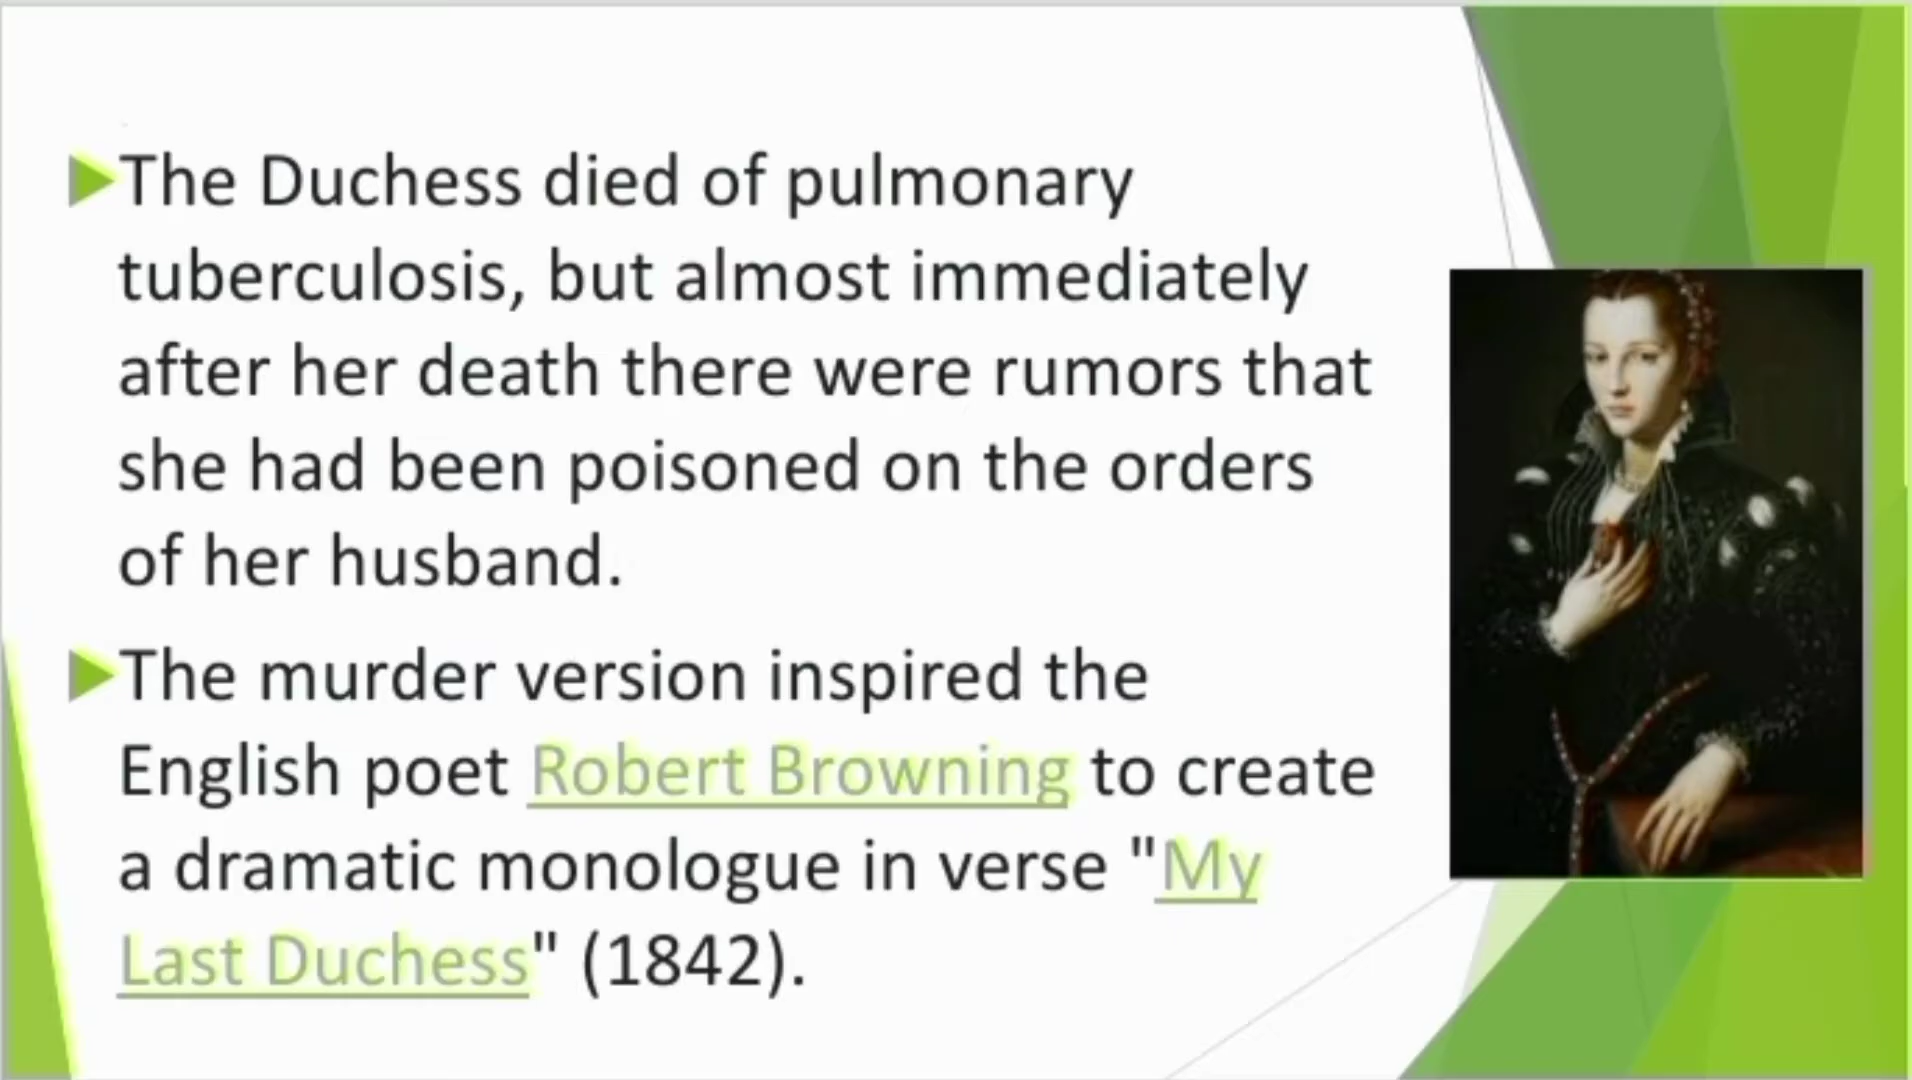 The Duchess died of pulmonary
tuberculosis, but almost immediately
after her death there were rumors that
she had been poisoned on the orders
of her husband.
The murder version inspired the
English poet Robert Browning to create
a dramatic monologue in verse "My
Last Duchess" (1842).